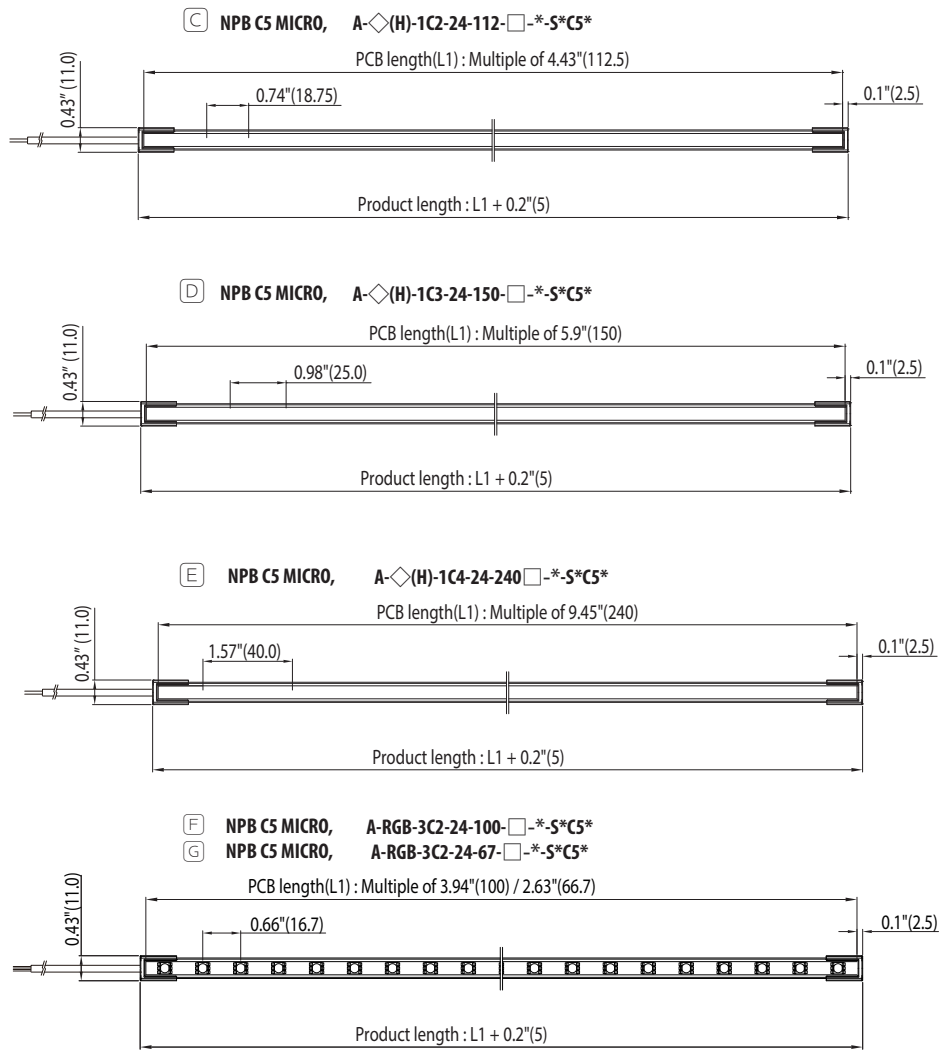 C NPB C5 MICRO, A-◇(H)-1C2-24-112-□-*-S*C5*
PCB length(L1) : Multiple of 4.43"(112.5)
0.43" (11.0)
0.74"(18.75)
0.1"(2.5)
Product length : L1 + 0.2"(5)
D NPB C5 MICRO, A-◇(H)-1C3-24-150-□-*-S*C5*
PCB length(L1) : Multiple of 5.9"(150)
0.43" (11.0)
0.98"(25.0)
0.1"(2.5)
Product length : L1 + 0.2"(5)
E NPB C5 MICRO, A-◇(H)-1C4-24-240□-*-S*C5*
PCB length(L1) : Multiple of 9.45"(240)
0.43" (11.0)
1.57"(40.0)
0.1"(2.5)
Product length : L1 + 0.2"(5)
F NPB C5 MICRO, A-RGB-3C2-24-100-□-*-S*C5*
G NPB C5 MICRO, A-RGB-3C2-24-67-□-*-S*C5*
PCB length(L1) : Multiple of 3.94"(100) / 2.63"(66.7)
0.43"(11.0)
0.66"(16.7)
0.1"(2.5)
Product length : L1 + 0.2"(5)